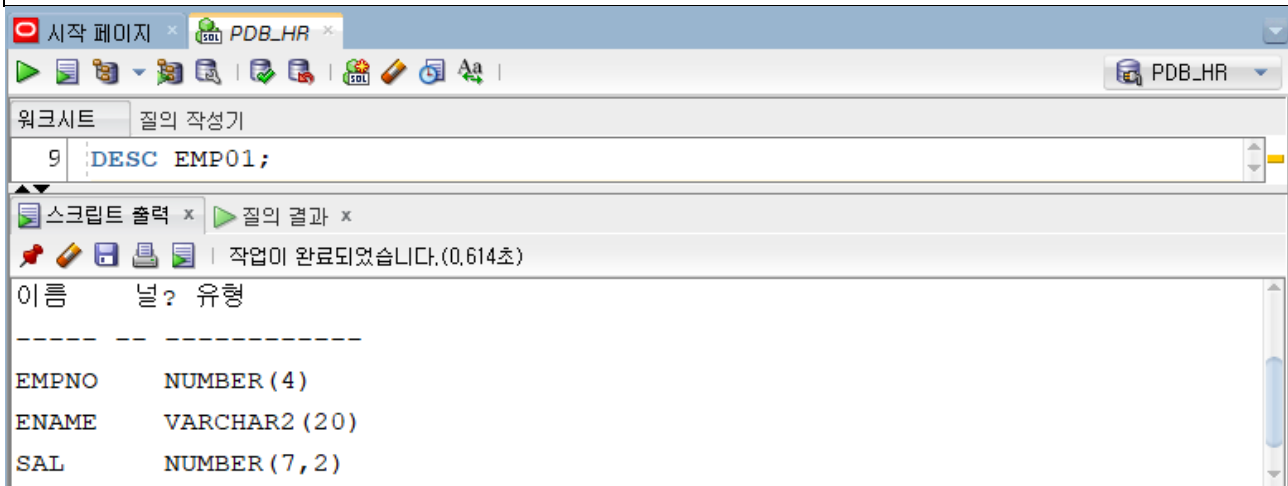 시작 페이지 × PDB_HR ×
PDB_HR
워크시트 질의 작성기
9 DESC EMP01;
스크립트 출력 x 질의 결과 x
작업이 완료되었습니다.(0,614초)
이름 널? 유형
----- -- ------------
EMPNO NUMBER(4)
ENAME VARCHAR2(20)
SAL NUMBER(7,2)